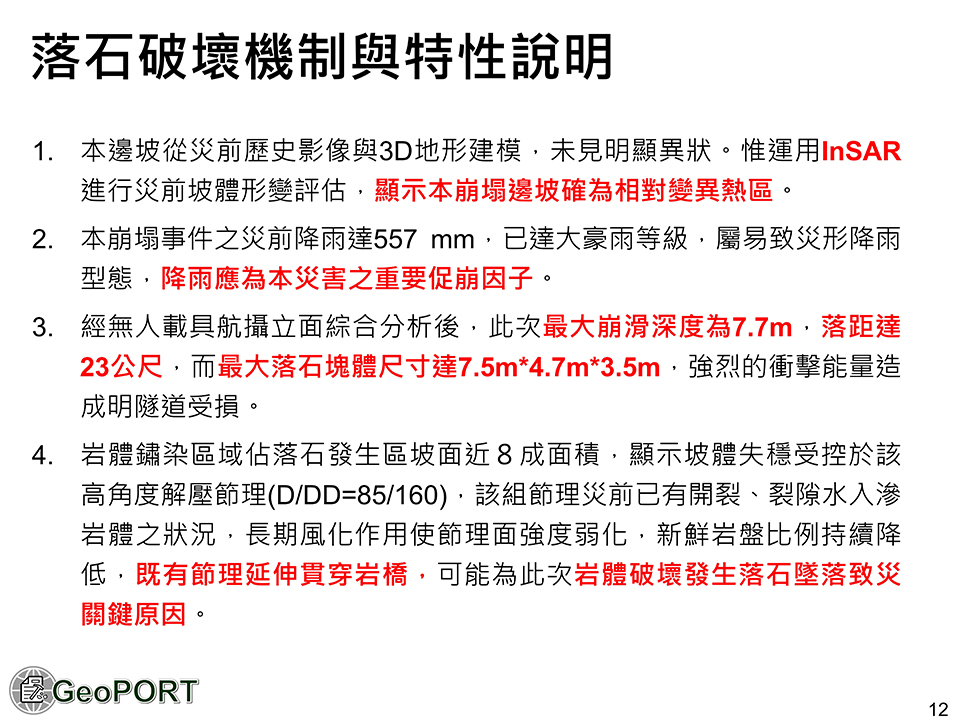 落石破壞機制與特性說明
1. 本邊坡從災前歷史影像與3D地形建模，未見明顯異狀。惟運用InSAR
進行災前坡體形變評估，顯示本崩塌邊坡確為相對變異熱區。
2. 本崩塌事件之災前降雨達557 mm，已達大豪雨等級，屬易致災形降雨
型態，降雨應為本災害之重要促崩因子。
3. 經無人載具航攝立面綜合分析後，此次最大崩滑深度為7.7m，落距達
23公尺，而最大落石塊體尺寸達7.5m*4.7m*3.5m，強烈的衝擊能量造
成明隧道受損。
4. 岩體鏽染區域佔落石發生區坡面近８成面積，顯示坡體失穩受控於該
高角度解壓節理(D/DD=85/160)，該組節理災前已有開裂、裂隙水入滲
岩體之狀況，長期風化作用使節理面強度弱化，新鮮岩盤比例持續降
低，既有節理延伸貫穿岩橋，可能為此次岩體破壞發生落石墜落致災
關鍵原因。
GeoPORT
12